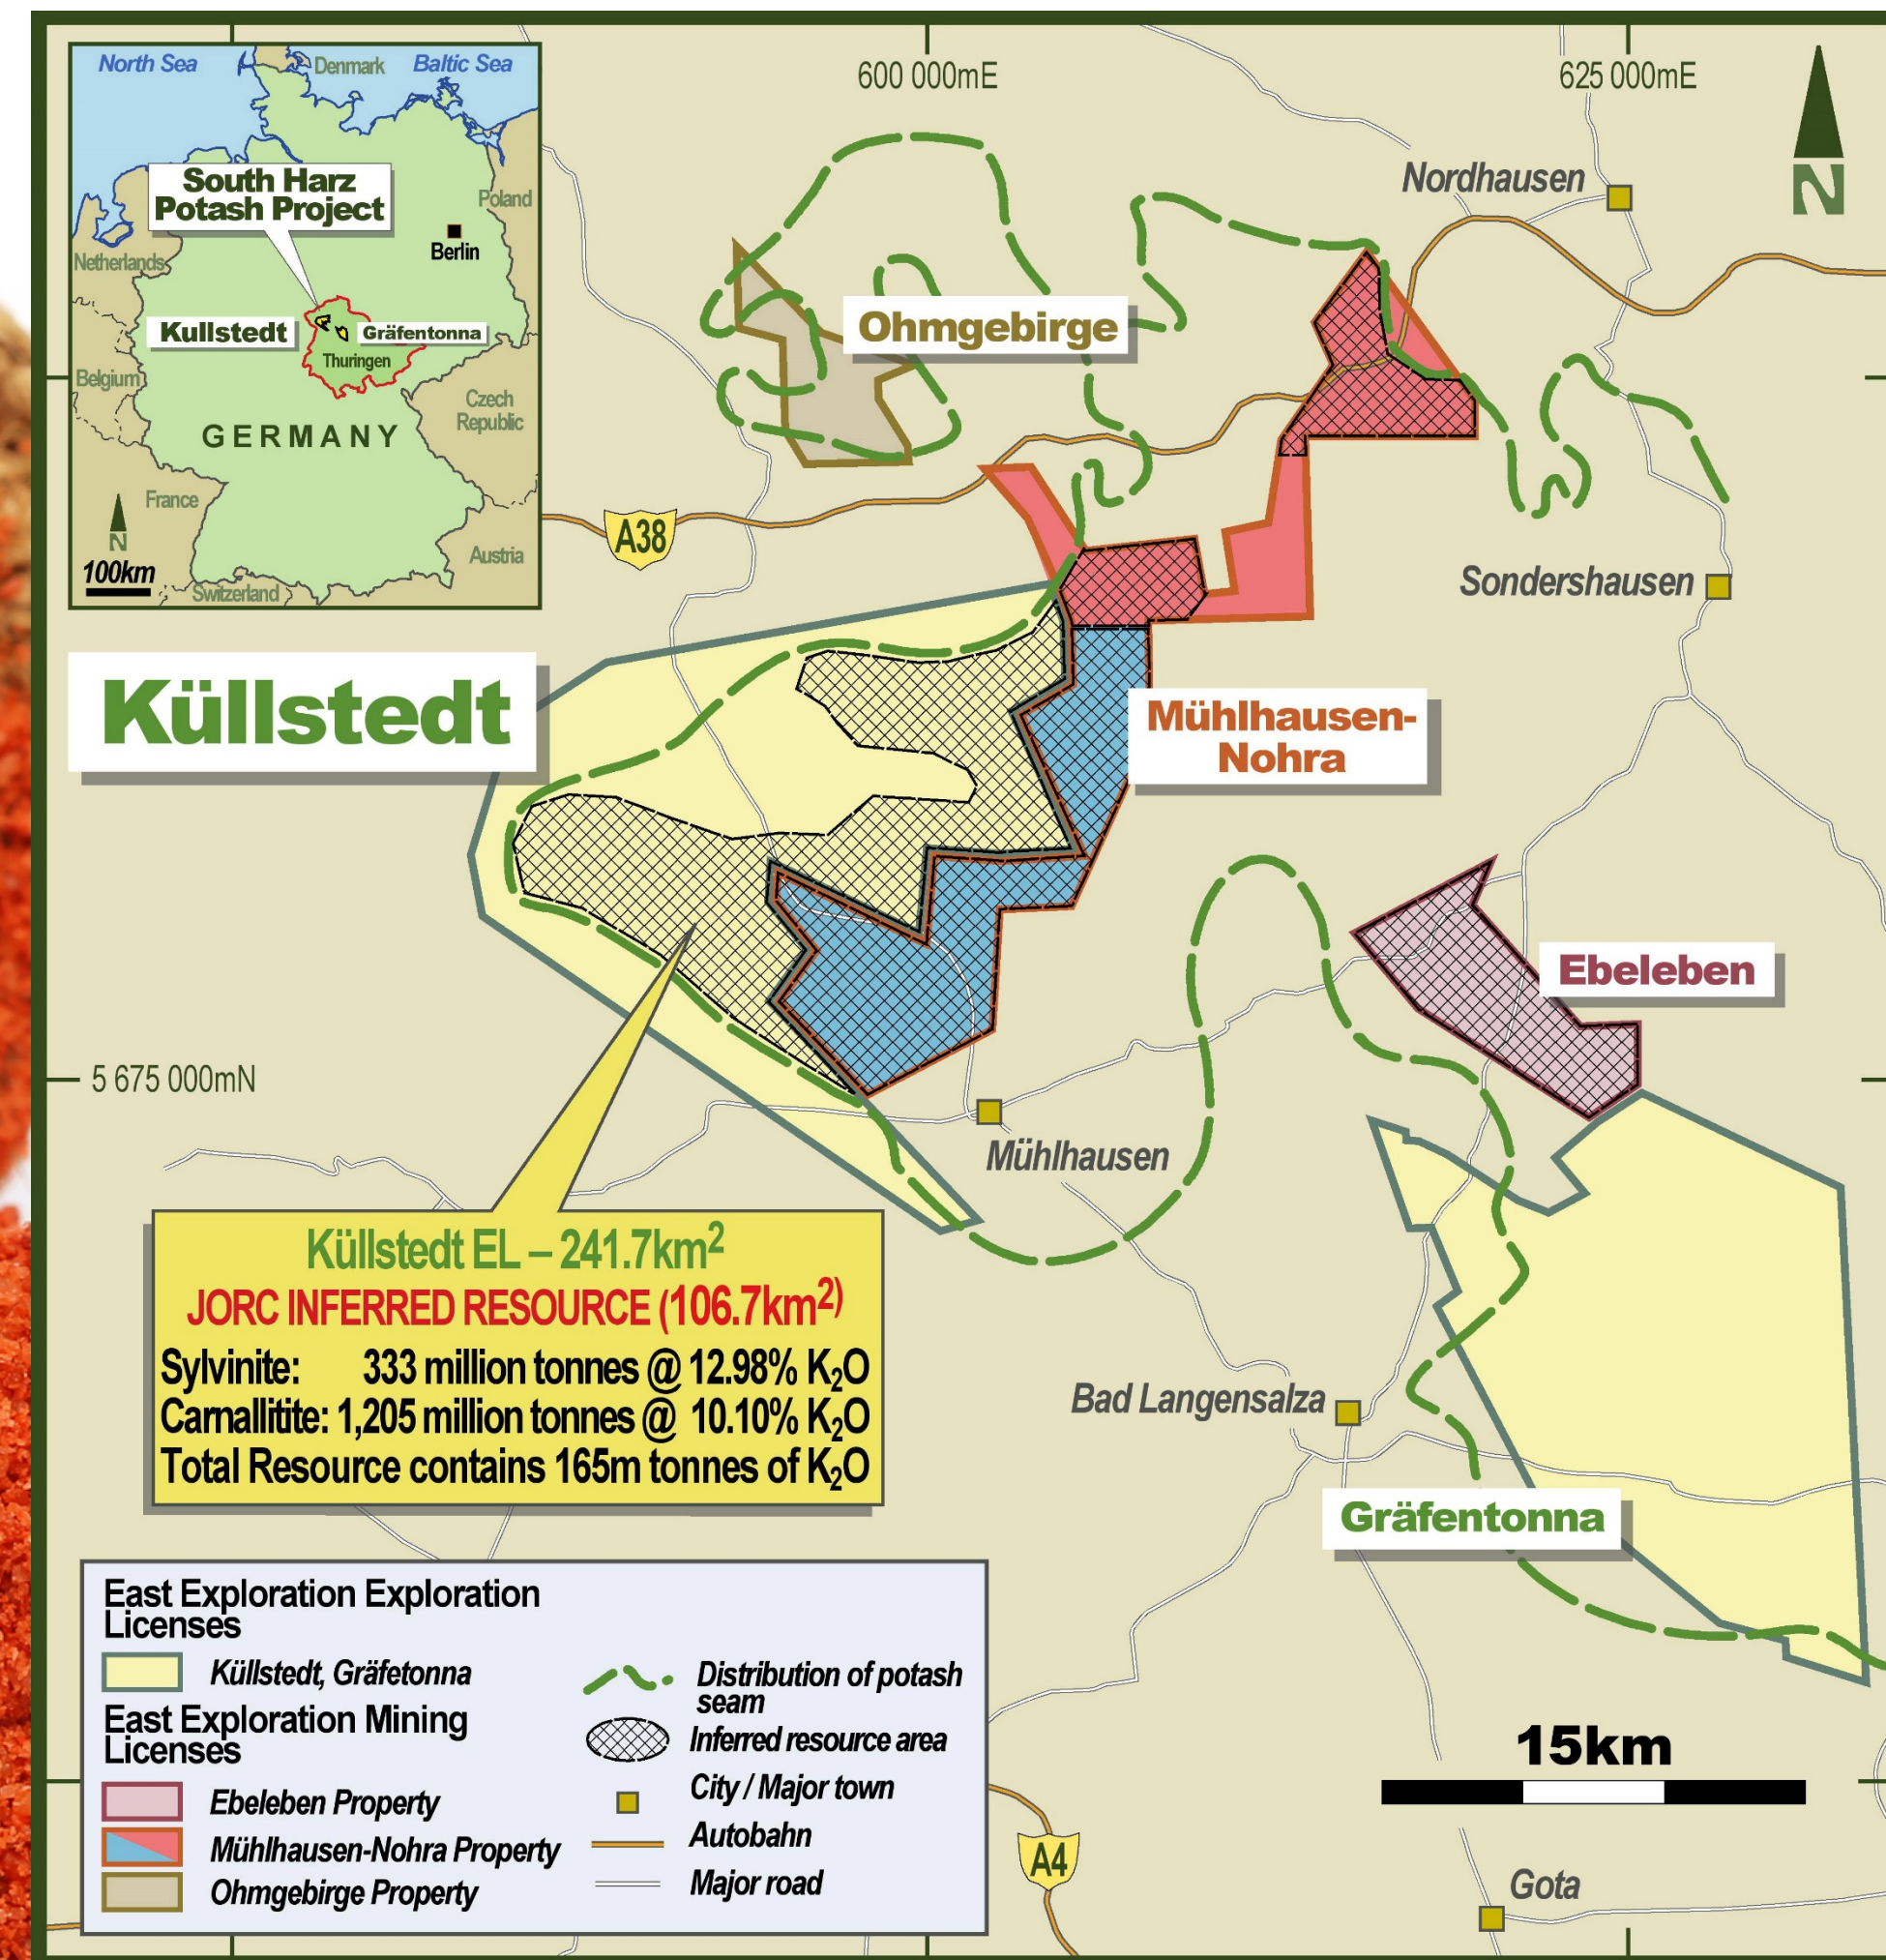 North Sea
Denmark
Baltic Sea
South Harz
Potash Project
Poland
Berlin
Netherlands
Kullstedt
Gräfentonna
Thuringen
Belgium
Czech
Republic
GERMANY
France
N
100km
Austria
Switzerland
600 000mE
625 000mE
N
Nordhausen
Ohmgebirge
A38
Sondershausen
Küllstedt
Mühlhausen-
Nohra
Ebeleben
5 675 000mN
Mühlhausen
Küllstedt EL – 241.7km²
JORC INFERRED RESOURCE (106.7km²)
Sylvinite: 333 million tonnes @ 12.98% K₂O
Carnallitite: 1,205 million tonnes @ 10.10% K₂O
Total Resource contains 165m tonnes of K₂O
Bad Langensalza
Gräfentonna
East Exploration Exploration
Licenses
Küllstedt, Gräfetonna
East Exploration Mining
Licenses
Ebeleben Property
Mühlhausen-Nohra Property
Ohmgebirge Property
Distribution of potash
seam
Inferred resource area
City / Major town
Autobahn
Major road
15km
A4
Gota